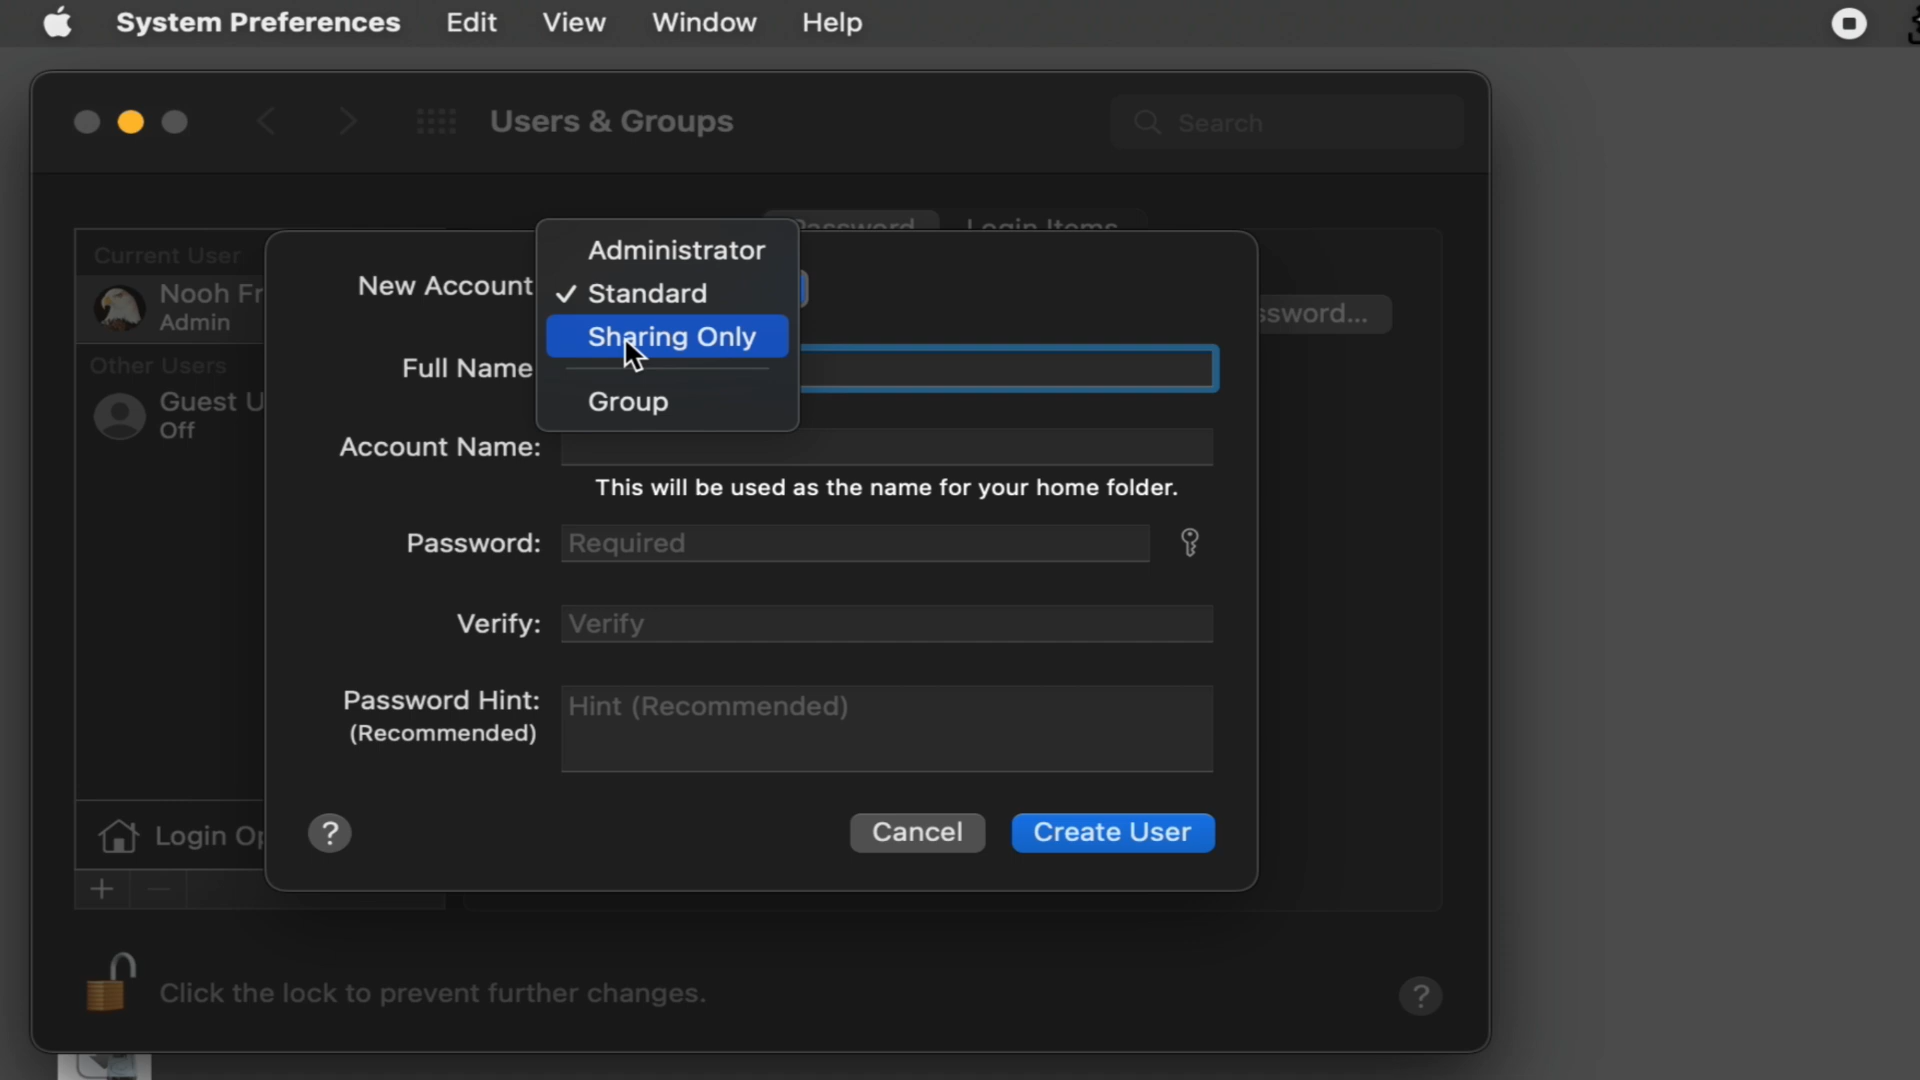 System Preferences Edit View Window Help
Users & Groups
Search
Password Login Items
Current User
Nooh Fr
Admin
Other Users
Guest U
Off
Login Op
New Account
Administrator
✓ Standard
Sharing Only
Group
ssword...
Full Name
Account Name:
This will be used as the name for your home folder.
Password: Required
Verify: Verify
Password Hint: Hint (Recommended)
(Recommended)
? Cancel Create User
+ −
Click the lock to prevent further changes.
?